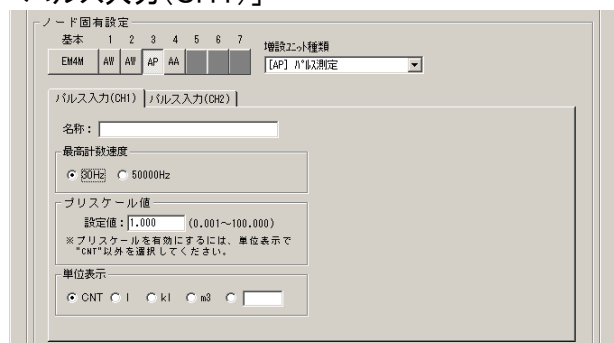 パルス入力(CH1)」
ノード固有設定
基本 1 2 3 4 5 6 7
EM4M AW AW AP AA
増設ユニット種類
[AP] パルス測定
パルス入力(CH1) パルス入力(CH2)
名称：
最高計数速度
30Hz 50000Hz
プリスケール値
設定値：1.000 (0.001～100.000)
※プリスケールを有効にするには、単位表示で
"CNT"以外を選択してください。
単位表示
CNT l kl m3